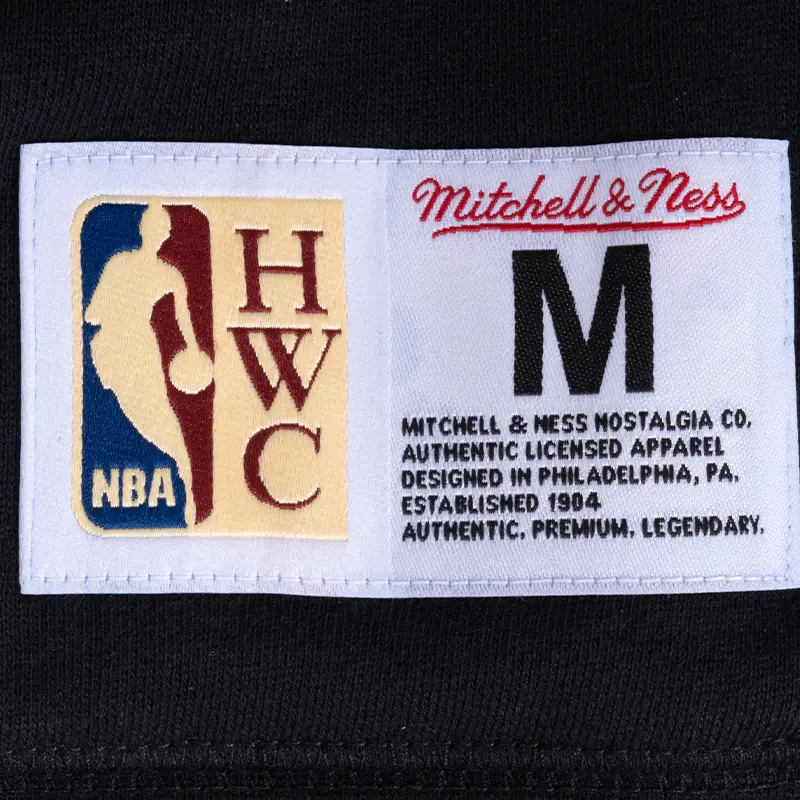 NBA
H
W
C
Mitchell & Ness
M
MITCHELL & NESS NOSTALGIA CO.
AUTHENTIC LICENSED APPAREL
DESIGNED IN PHILADELPHIA, PA.
ESTABLISHED 1904
AUTHENTIC. PREMIUM. LEGENDARY.